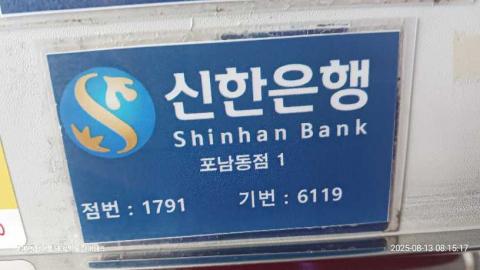 신한은행
Shinhan Bank
포남동점 1
점번 : 1791
기번 : 6119
2025-08-13 08:15:17